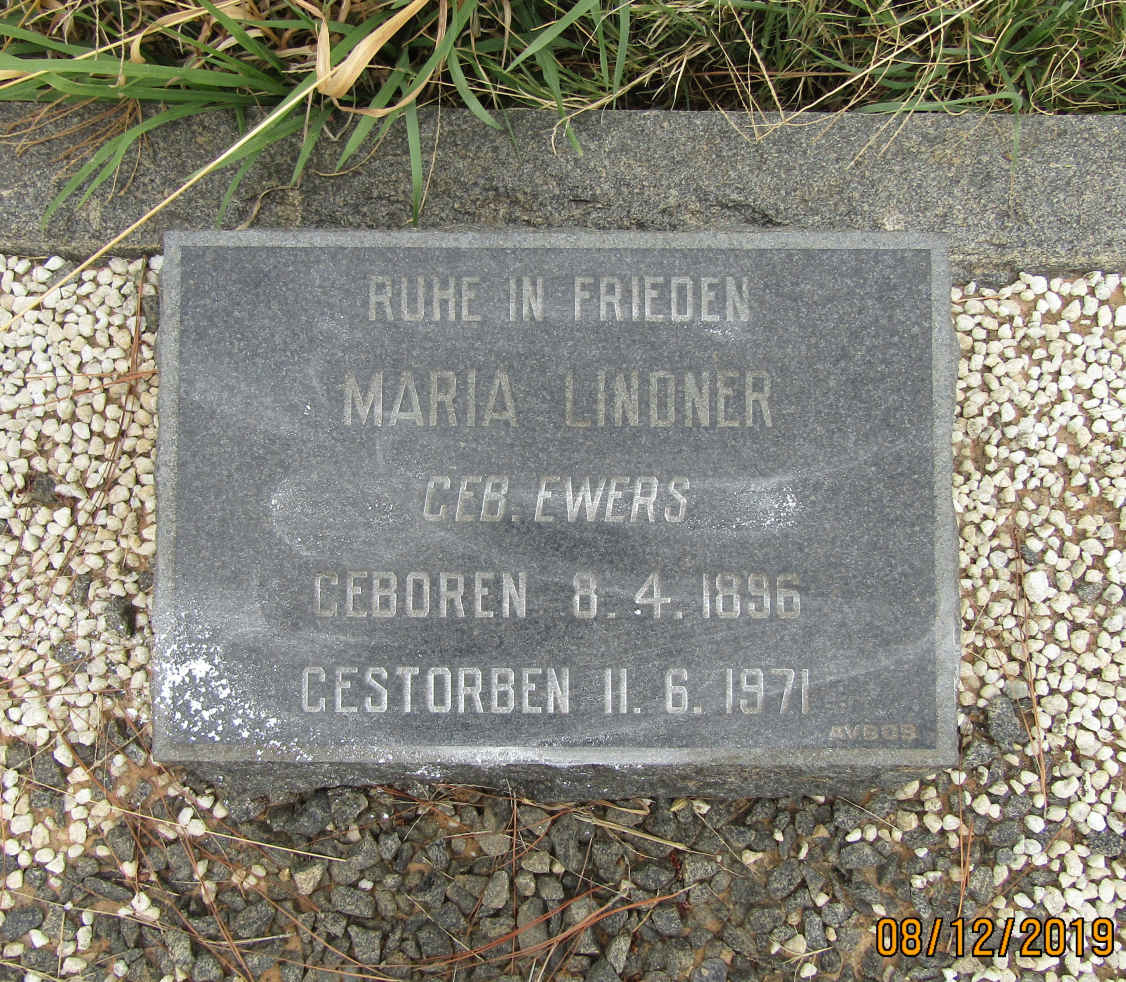 RUHE IN FRIEDEN
MARIA LINDNER
GEB. EWERS
GEBOREN 8. 4. 1896
GESTORBEN 11. 6. 1971
AVBOB
08/12/2019